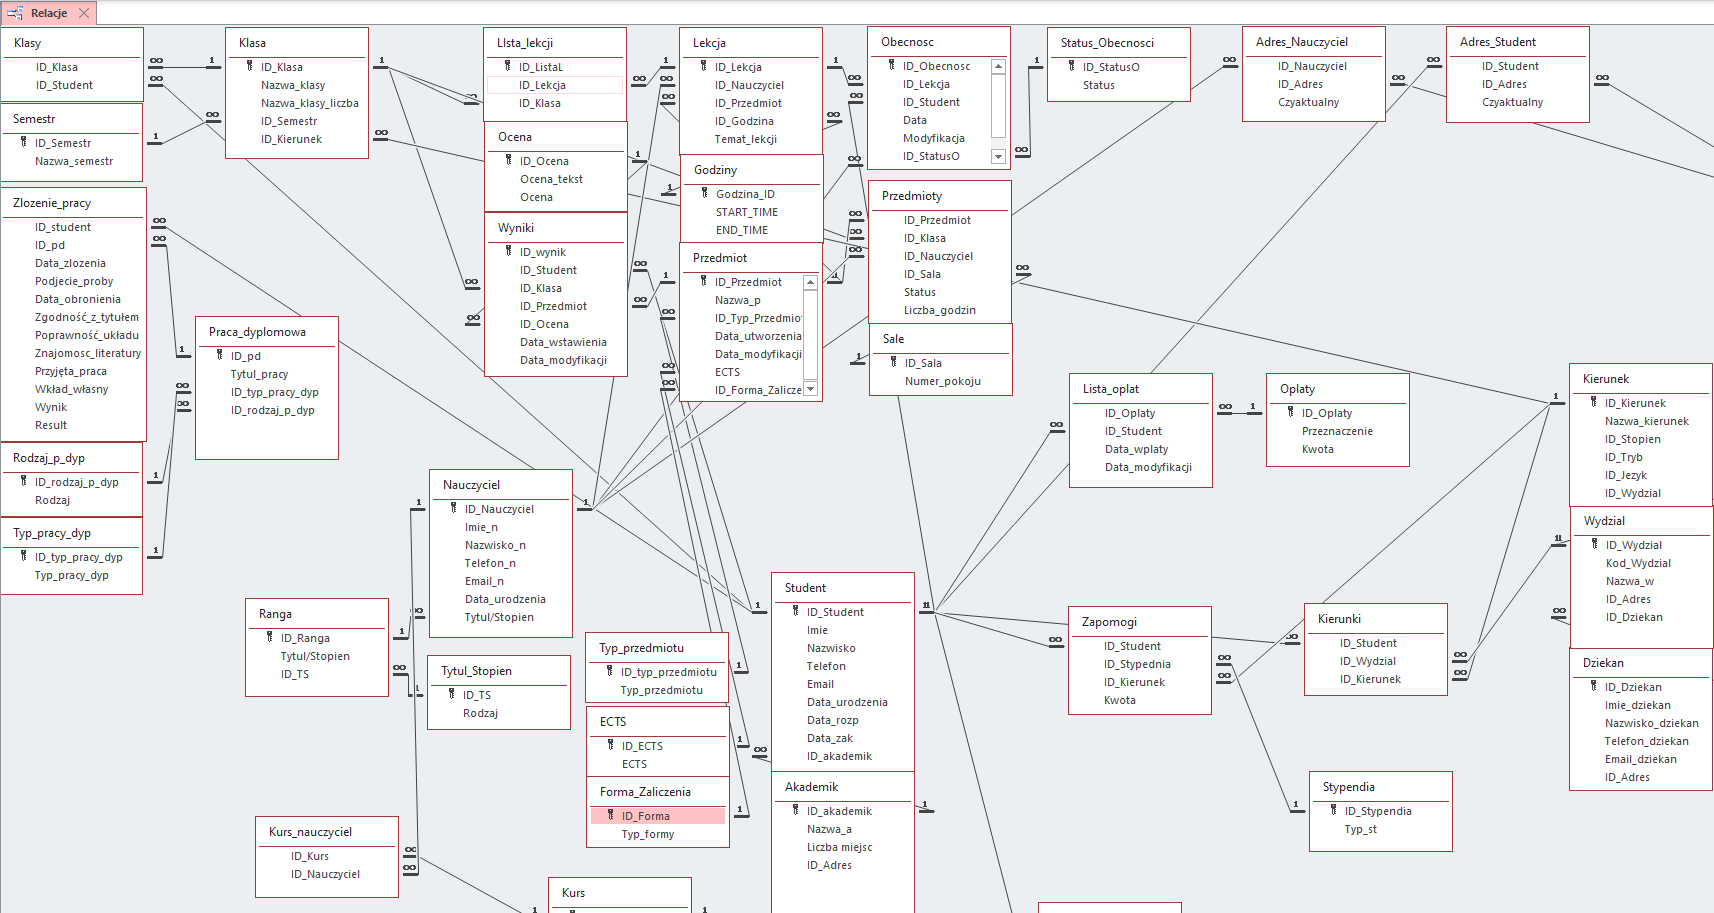 Relacje
Klasy
ID_Klasa
ID_Student
Semestr
ID_Semestr
Nazwa_semestr
Zlozenie_pracy
ID_student
ID_pd
Data_zlozenia
Podjecie_proby
Data_obronienia
Zgodność_z_tytułem
Poprawność_układu
Znajomosc_literatury
Przyjęta_praca
Wkład_własny
Wynik
Result
Rodzaj_p_dyp
ID_rodzaj_p_dyp
Rodzaj
Typ_pracy_dyp
ID_typ_pracy_dyp
Typ_pracy_dyp
Klasa
ID_Klasa
Nazwa_klasy
Nazwa_klasy_liczba
ID_Semestr
ID_Kierunek
Praca_dyplomowa
ID_pd
Tytul_pracy
ID_typ_pracy_dyp
ID_rodzaj_p_dyp
Ranga
ID_Ranga
Tytul/Stopien
ID_TS
Kurs_nauczyciel
ID_Kurs
ID_Nauczyciel
LIsta_lekcji
ID_ListaL
ID_Lekcja
ID_Klasa
Ocena
ID_Ocena
Ocena_tekst
Ocena
Wyniki
ID_wynik
ID_Student
ID_Klasa
ID_Przedmiot
ID_Ocena
Data_wstawienia
Data_modyfikacji
Nauczyciel
ID_Nauczyciel
Imie_n
Nazwisko_n
Telefon_n
Email_n
Data_urodzenia
Tytul/Stopien
Tytul_Stopien
ID_TS
Rodzaj
Kurs
Lekcja
ID_Lekcja
ID_Nauczyciel
ID_Przedmiot
ID_Godzina
Temat_lekcji
Godziny
Godzina_ID
START_TIME
END_TIME
Przedmiot
ID_Przedmiot
Nazwa_p
ID_Typ_Przedmiot
Data_utworzenia
Data_modyfikacji
ECTS
ID_Forma_Zalicze
Typ_przedmiotu
ID_typ_przedmiotu
Typ_przedmiotu
ECTS
ID_ECTS
ECTS
Forma_Zaliczenia
ID_Forma
Typ_formy
Obecnosc
ID_Obecnosc
ID_Lekcja
ID_Student
Data
Modyfikacja
ID_StatusO
Przedmioty
ID_Przedmiot
ID_Klasa
ID_Nauczyciel
ID_Sala
Status
Liczba_godzin
Sale
ID_Sala
Numer_pokoju
Student
ID_Student
Imie
Nazwisko
Telefon
Email
Data_urodzenia
Data_rozp
Data_zak
ID_akademik
Akademik
ID_akademik
Nazwa_a
Liczba miejsc
ID_Adres
Status_Obecnosci
ID_StatusO
Status
Adres_Nauczyciel
ID_Nauczyciel
ID_Adres
Czyaktualny
Adres_Student
ID_Student
ID_Adres
Czyaktualny
Lista_oplat
ID_Oplaty
ID_Student
Data_wplaty
Data_modyfikacji
Oplaty
ID_Oplaty
Przeznaczenie
Kwota
Zapomogi
ID_Student
ID_Stypednia
ID_Kierunek
Kwota
Kierunki
ID_Student
ID_Wydzial
ID_Kierunek
Stypendia
ID_Stypendia
Typ_st
Kierunek
ID_Kierunek
Nazwa_kierunek
ID_Stopien
ID_Tryb
ID_Jezyk
ID_Wydzial
Wydzial
ID_Wydzial
Kod_Wydzial
Nazwa_w
ID_Adres
ID_Dziekan
Dziekan
ID_Dziekan
Imie_dziekan
Nazwisko_dziekan
Telefon_dziekan
Email_dziekan
ID_Adres